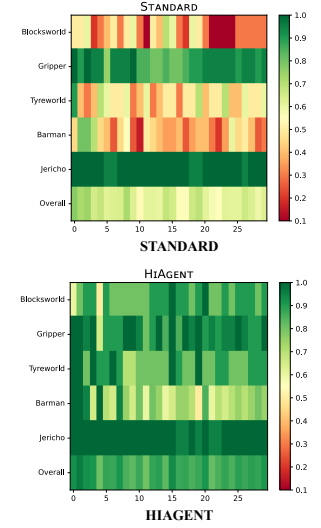 STANDARD
Blocksworld
Gripper
Tyreworld
Barman
Jericho
Overall
0 5 10 15 20 25
1.0
0.9
0.8
0.7
0.6
0.5
0.4
0.3
0.2
0.1
STANDARD
HIAGENT
Blocksworld
Gripper
Tyreworld
Barman
Jericho
Overall
0 5 10 15 20 25
1.0
0.9
0.8
0.7
0.6
0.5
0.4
0.3
0.2
0.1
HIAGENT